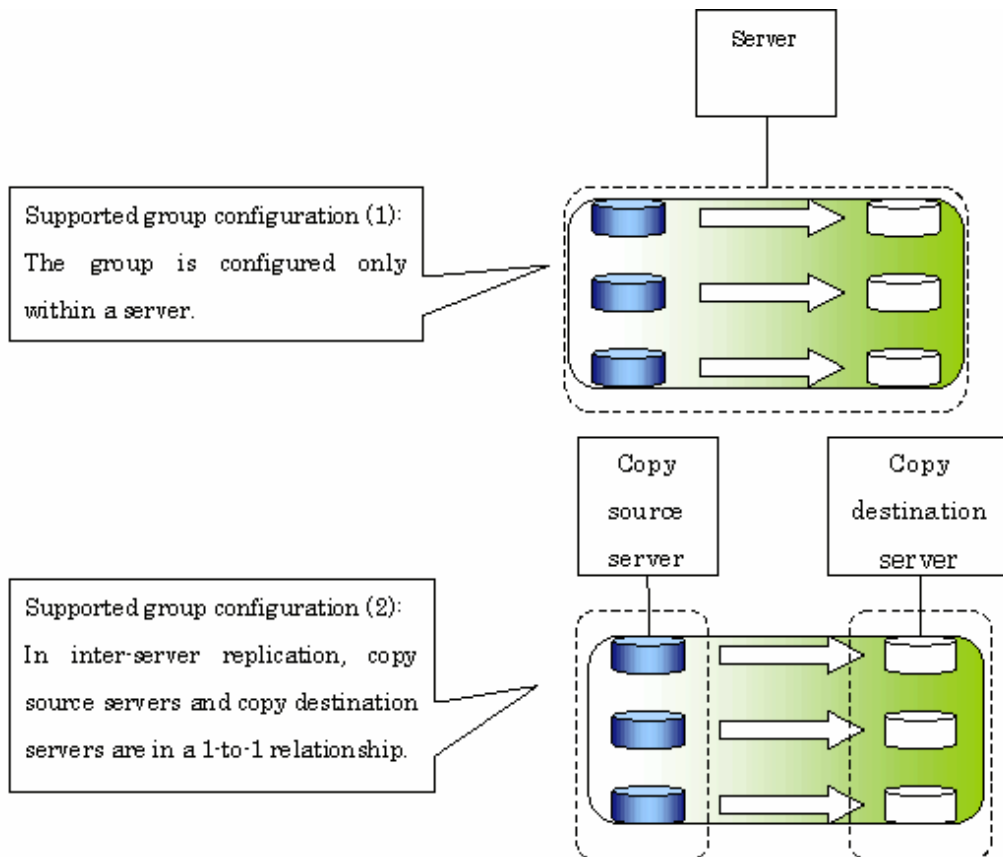 Server
Supported group configuration (1):
The group is configured only
within a server.
Copy
source
server
Copy
destination
server
Supported group configuration (2):
In inter-server replication, copy
source servers and copy destination
servers are in a 1-to-1 relationship.